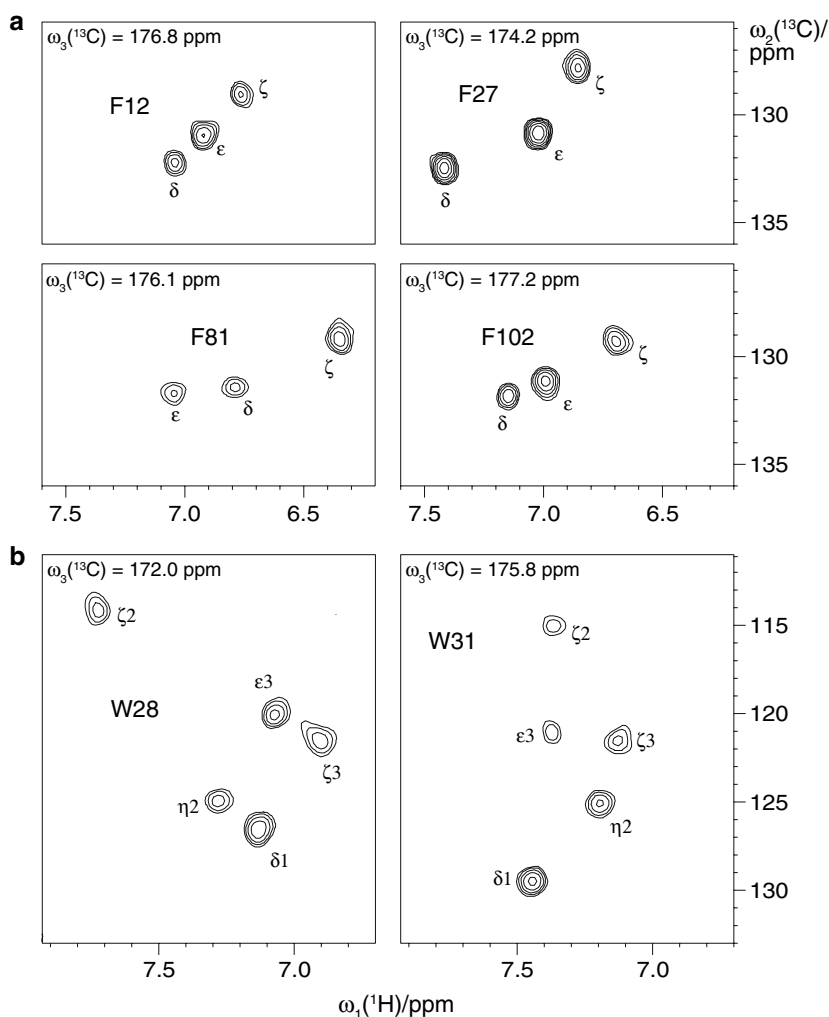 a
ω₃(¹³C) = 176.8 ppm
F12
ζ
ε
δ
ω₃(¹³C) = 174.2 ppm
F27
ζ
ε
δ
ω₂(¹³C)/
ppm
130
135
ω₃(¹³C) = 176.1 ppm
F81
ζ
ε
δ
ω₃(¹³C) = 177.2 ppm
F102
ζ
δ
ε
130
135
7.5 7.0 6.5
7.5 7.0 6.5
b
ω₃(¹³C) = 172.0 ppm
ζ2
W28
ε3
ζ3
η2
δ1
ω₃(¹³C) = 175.8 ppm
W31
ζ2
ε3
ζ3
η2
δ1
115
120
125
130
7.5 7.0
7.5 7.0
ω₁(¹H)/ppm